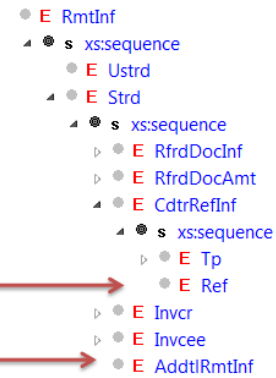 E RmtInf
s xs:sequence
E Ustrd
E Strd
s xs:sequence
E RfrdDocInf
E RfrdDocAmt
E CdtrRefInf
s xs:sequence
E Tp
E Ref
E Invcr
E Invcee
E AddtlRmtInf